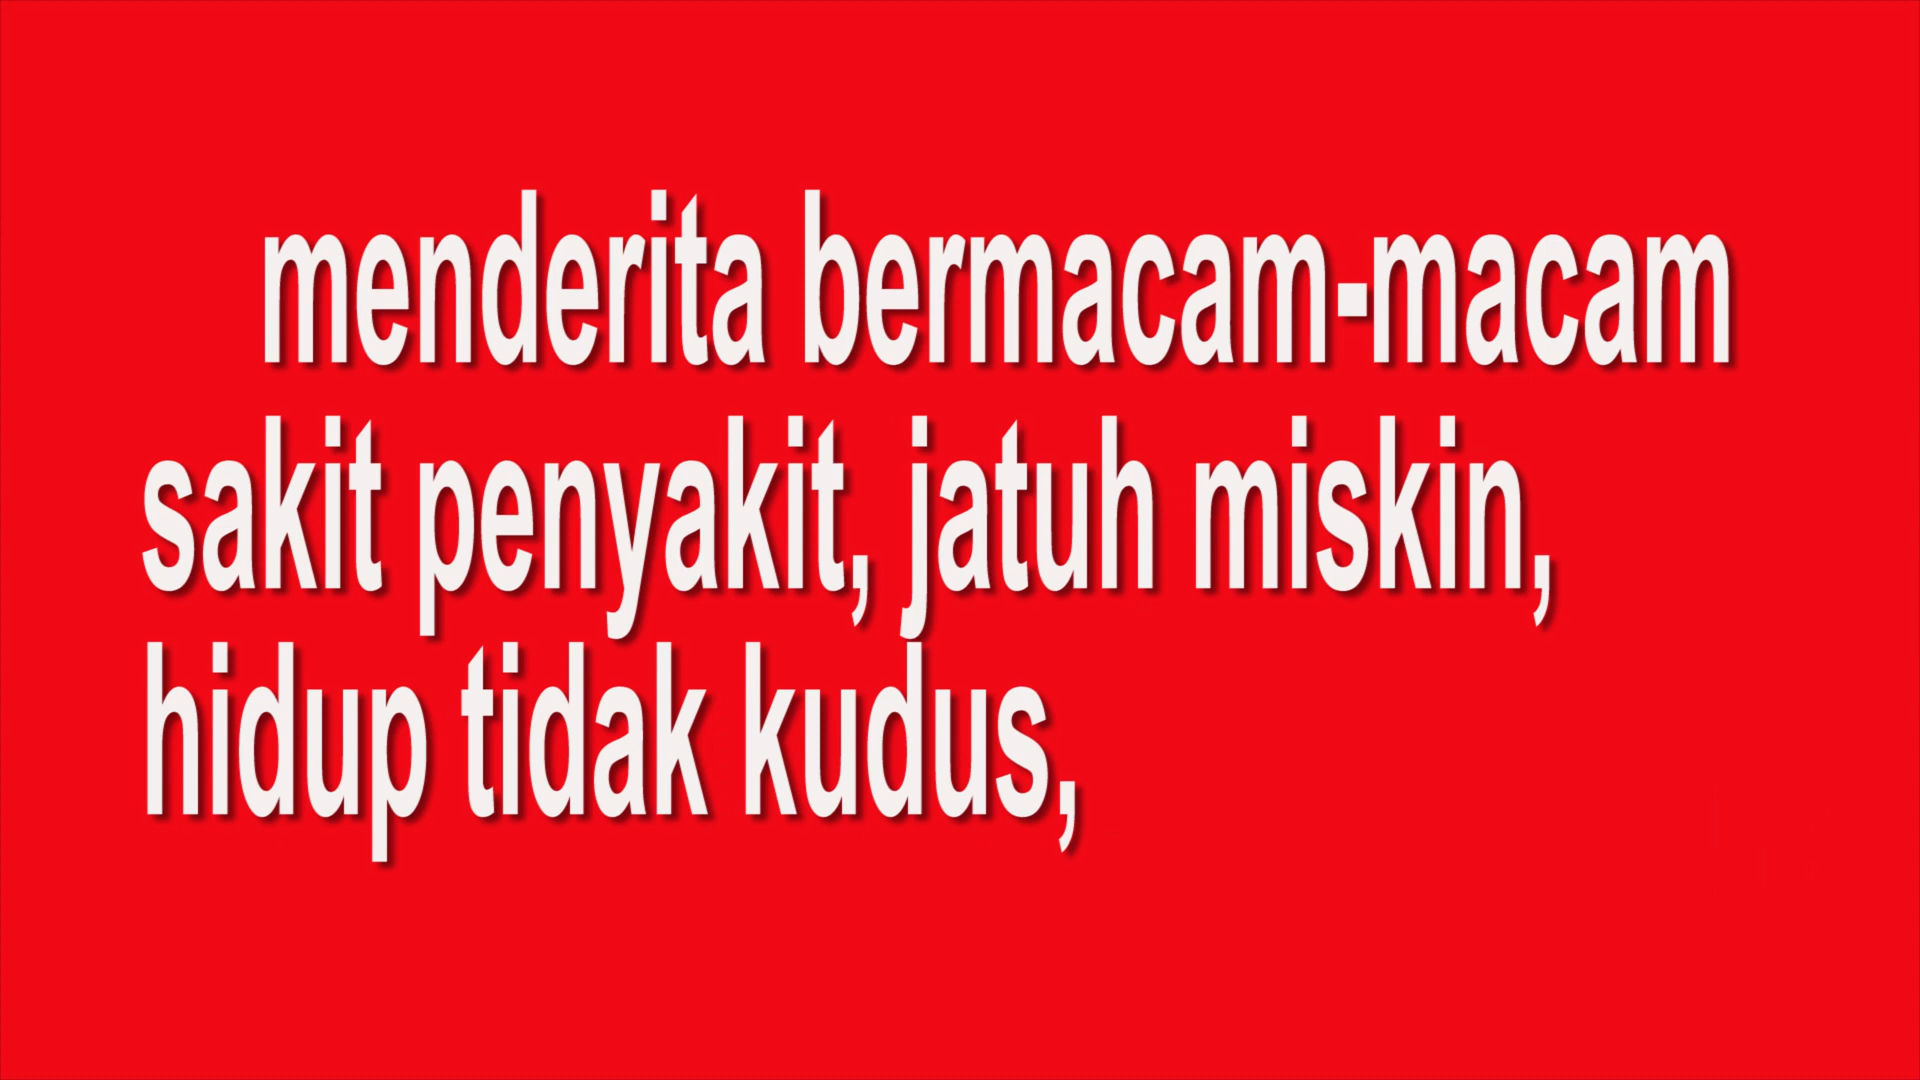 menderita bermacam-macam
sakit penyakit, jatuh miskin,
hidup tidak kudus,